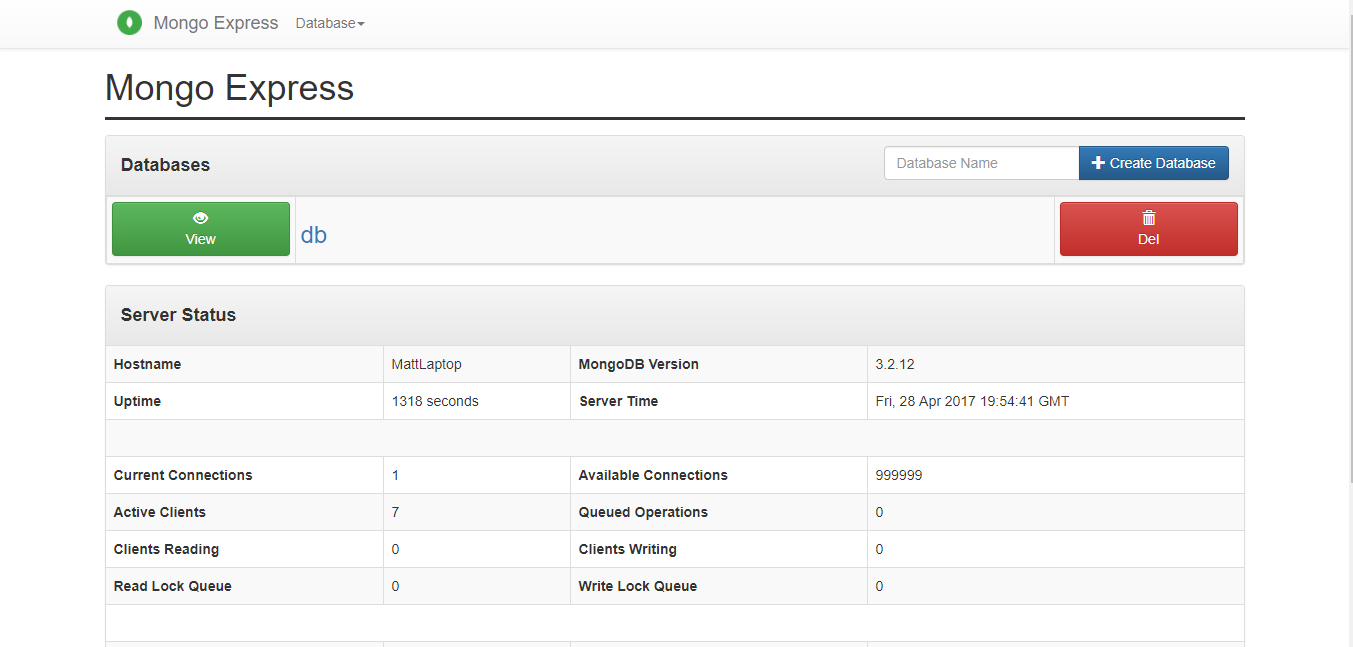 Mongo Express Database
Mongo Express
Databases Database Name Create Database
View db Del
Server Status
Hostname MattLaptop MongoDB Version 3.2.12
Uptime 1318 seconds Server Time Fri, 28 Apr 2017 19:54:41 GMT
Current Connections 1 Available Connections 999999
Active Clients 7 Queued Operations 0
Clients Reading 0 Clients Writing 0
Read Lock Queue 0 Write Lock Queue 0